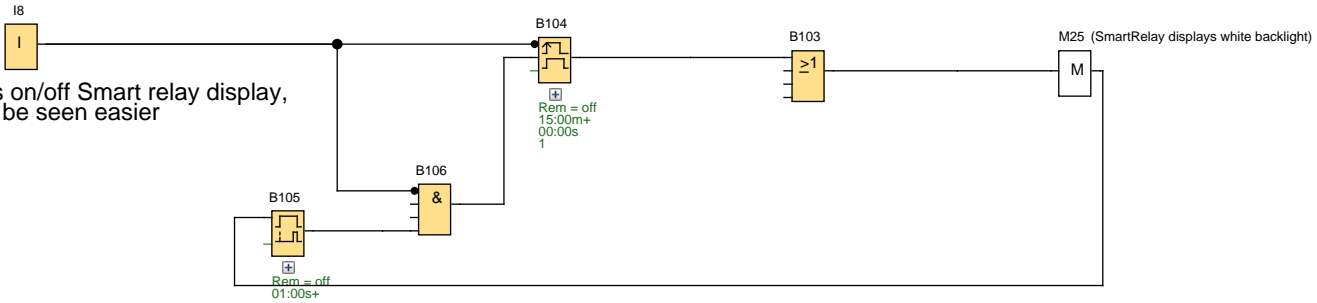 I8
I
s on/off Smart relay display,
be seen easier
B104
Rem = off
15:00m+
00:00s
1
B103
≥1
M25 (SmartRelay displays white backlight)
M
B106
&
B105
Rem = off
01:00s+